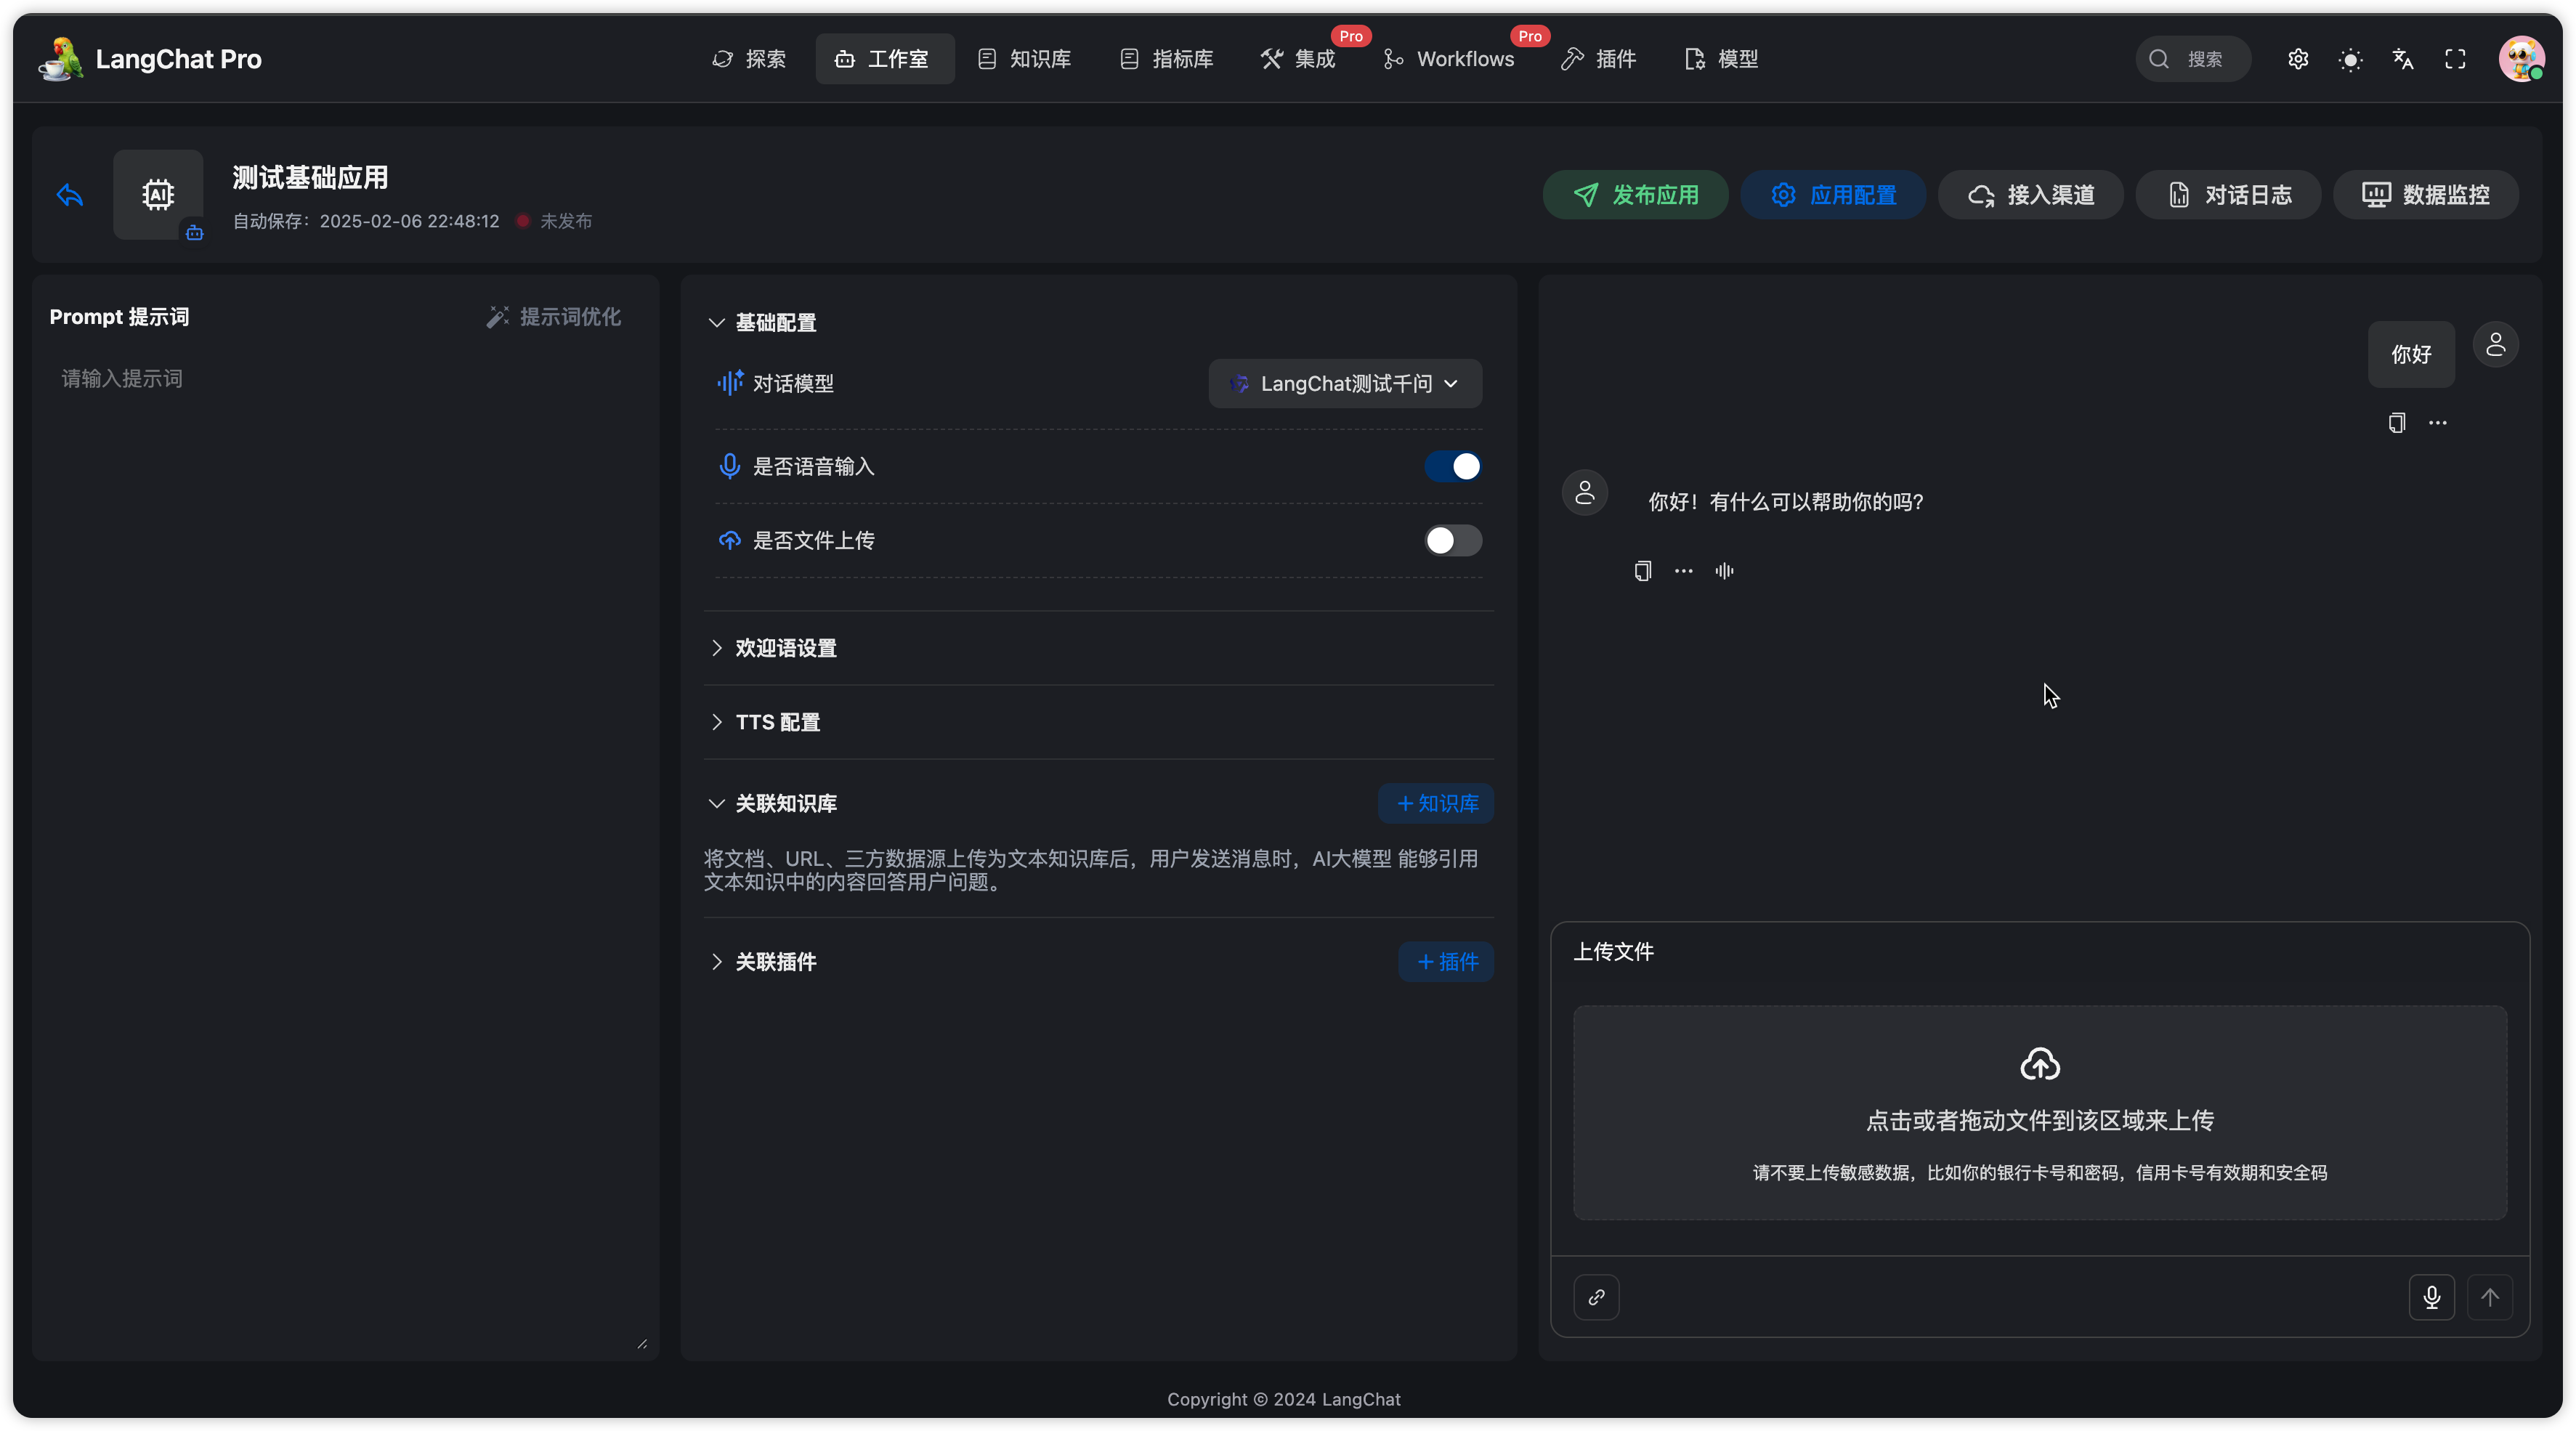 LangChat Pro
探索
工作室
知识库
指标库
集成
Pro
Workflows
Pro
插件
模型
搜索
测试基础应用
自动保存：2025-02-06 22:48:12
未发布
发布应用
应用配置
接入渠道
对话日志
数据监控
Prompt 提示词
提示词优化
请输入提示词
AI
基础配置
对话模型
LangChat测试千问
是否语音输入
是否文件上传
欢迎语设置
TTS 配置
关联知识库
知识库
将文档、URL、三方数据源上传为文本知识库后，用户发送消息时，AI大模型 能够引用
文本知识中的内容回答用户问题。
关联插件
插件
你好
你好！有什么可以帮助你的吗？
上传文件
点击或者拖动文件到该区域来上传
请不要上传敏感数据，比如你的银行卡号和密码，信用卡号有效期和安全码
Copyright © 2024 LangChat